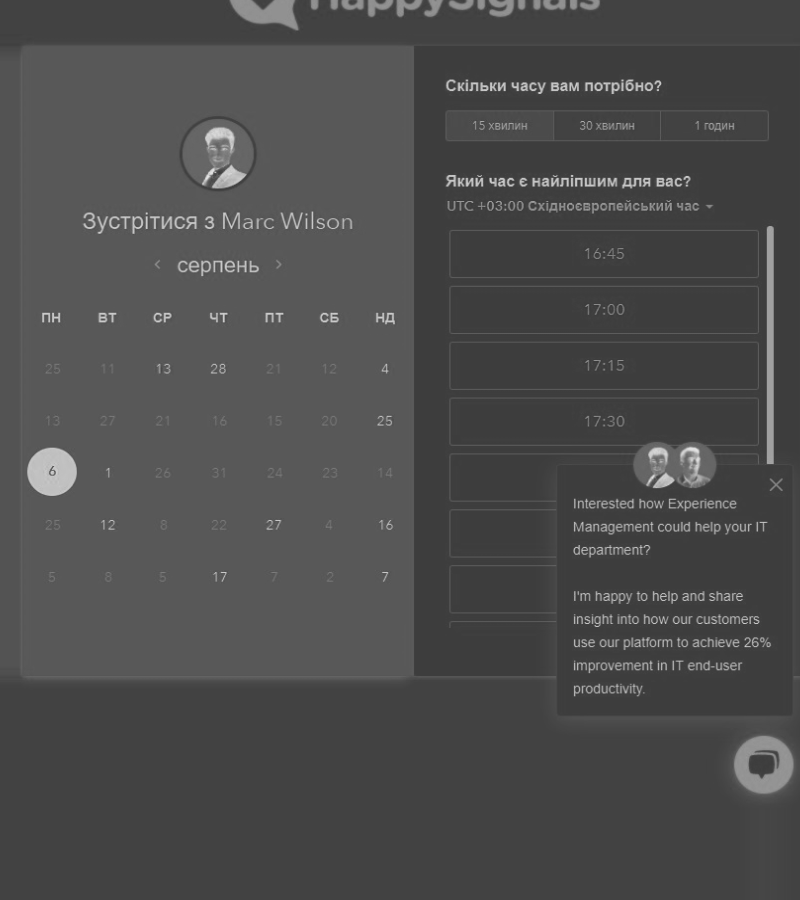 HappySignals
Зустрітися з Marc Wilson
серпень
ПН ВТ СР ЧТ ПТ СБ НД
25 11 13 28 21 12 4
13 27 21 16 15 20 25
6 1 26 31 24 23 14
25 12 8 22 27 4 16
5 8 5 17 7 2 7
Скільки часу вам потрібно?
15 хвилин 30 хвилин 1 годин
Який час є найліпшим для вас?
UTC +03:00 Східноєвропейський час
16:45
17:00
17:15
17:30
Interested how Experience
Management could help your IT
department?
I'm happy to help and share
insight into how our customers
use our platform to achieve 26%
improvement in IT end-user
productivity.